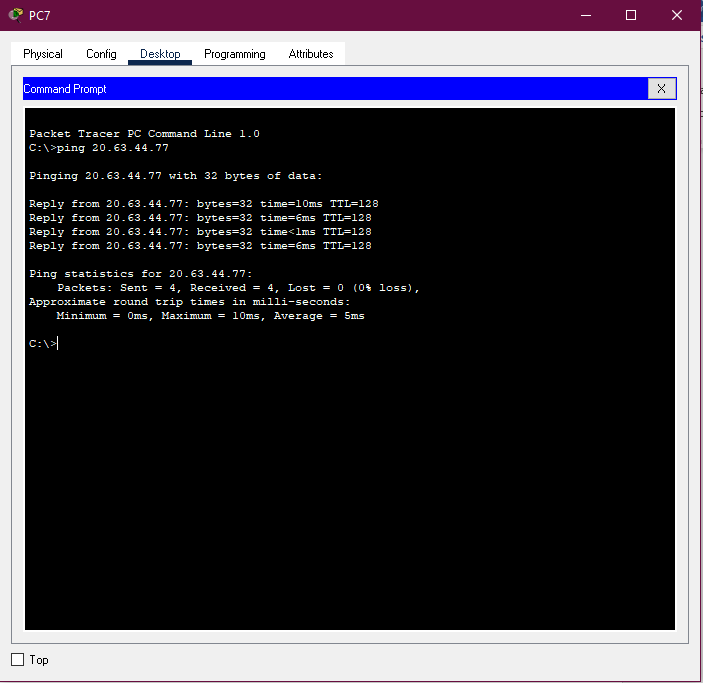 PC7
Physical Config Desktop Programming Attributes
Command Prompt X
Packet Tracer PC Command Line 1.0
C:\>ping 20.63.44.77
Pinging 20.63.44.77 with 32 bytes of data:
Reply from 20.63.44.77: bytes=32 time=10ms TTL=128
Reply from 20.63.44.77: bytes=32 time=6ms TTL=128
Reply from 20.63.44.77: bytes=32 time<1ms TTL=128
Reply from 20.63.44.77: bytes=32 time=6ms TTL=128
Ping statistics for 20.63.44.77:
Packets: Sent = 4, Received = 4, Lost = 0 (0% loss),
Approximate round trip times in milli-seconds:
Minimum = 0ms, Maximum = 10ms, Average = 5ms
C:\>
Top